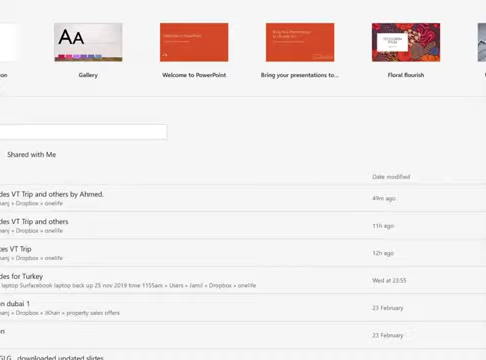 on
Gallery
Welcome to PowerPoint
Bring your presentations to...
Floral flourish
Shared with Me
Date modified
des VT Trip and others by Ahmed.
anj » Dropbox » onelife
49m ago
des VT Trip and others
anj » Dropbox » onelife
11h ago
es VT Trip
anj » Dropbox » onelife
12h ago
des for Turkey
laptop Surfacebook laptop back up 25 nov 2019 time 1155am » Users » Jamil » Dropbox » onelife
Wed at 23:55
n dubai 1
anj » Dropbox » JKhan » property sales offers
23 February
on
23 February
GLG downloaded updated slides